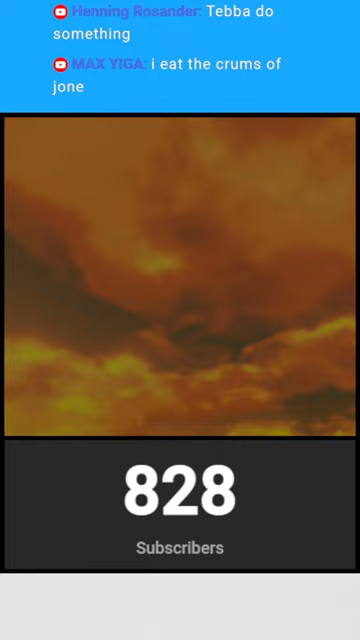 Henning Rosander: Tebba do
something
MAX YIGA: i eat the crums of
jone
828
Subscribers